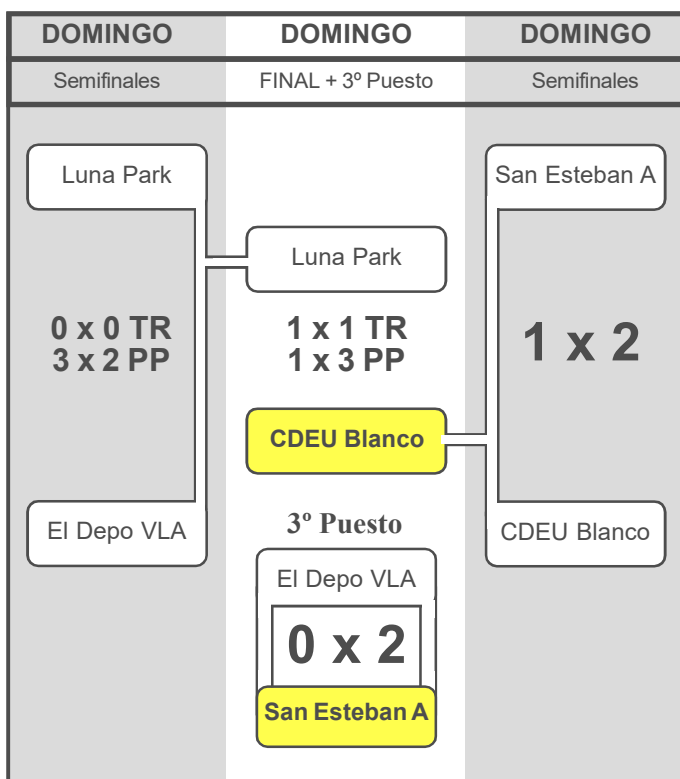 DOMINGO DOMINGO DOMINGO
Semifinales FINAL + 3º Puesto Semifinales
Luna Park
0 x 0 TR
3 x 2 PP
El Depo VLA
Luna Park
1 x 1 TR
1 x 3 PP
CDEU Blanco
3º Puesto
El Depo VLA
0 x 2
San Esteban A
San Esteban A
1 x 2
CDEU Blanco